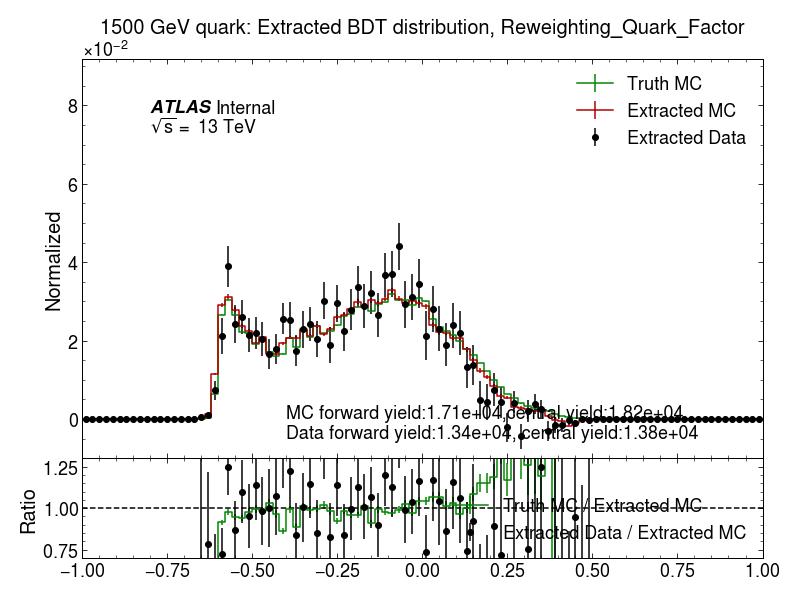 1500 GeV quark: Extracted BDT distribution, Reweighting_Quark_Factor
×10⁻²
ATLAS Internal
√s = 13 TeV
Truth MC
Extracted MC
Extracted Data
Normalized
8
6
4
2
0
MC forward yield:1.71e+04,central yield:1.82e+04
Data forward yield:1.34e+04, central yield:1.38e+04
Ratio
1.25
1.00
0.75
Truth MC / Extracted MC
Extracted Data / Extracted MC
−1.00 −0.75 −0.50 −0.25 0.00 0.25 0.50 0.75 1.00